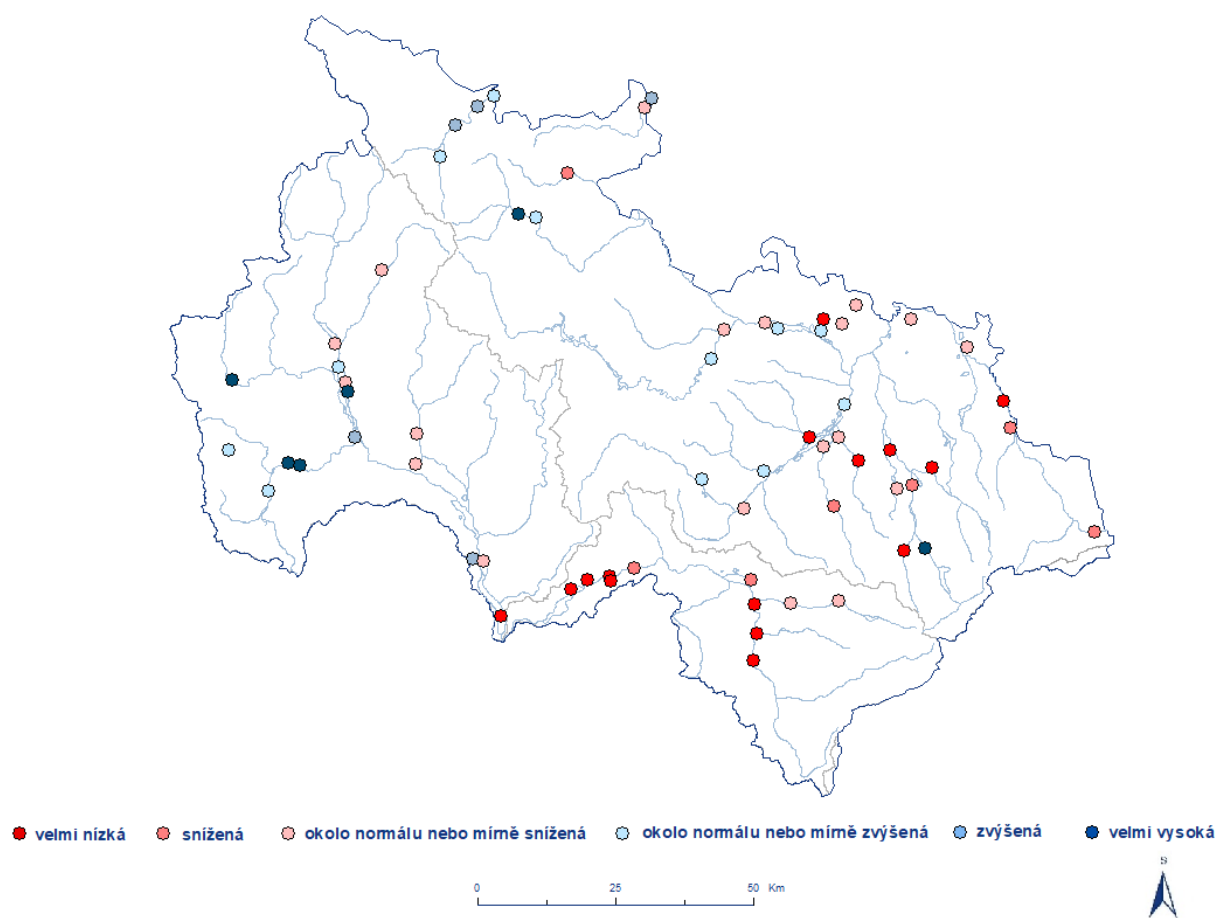 velmi nízká snížená okolo normálu nebo mírně snížená okolo normálu nebo mírně zvýšená zvýšená velmi vysoká
0 25 50 Km
S